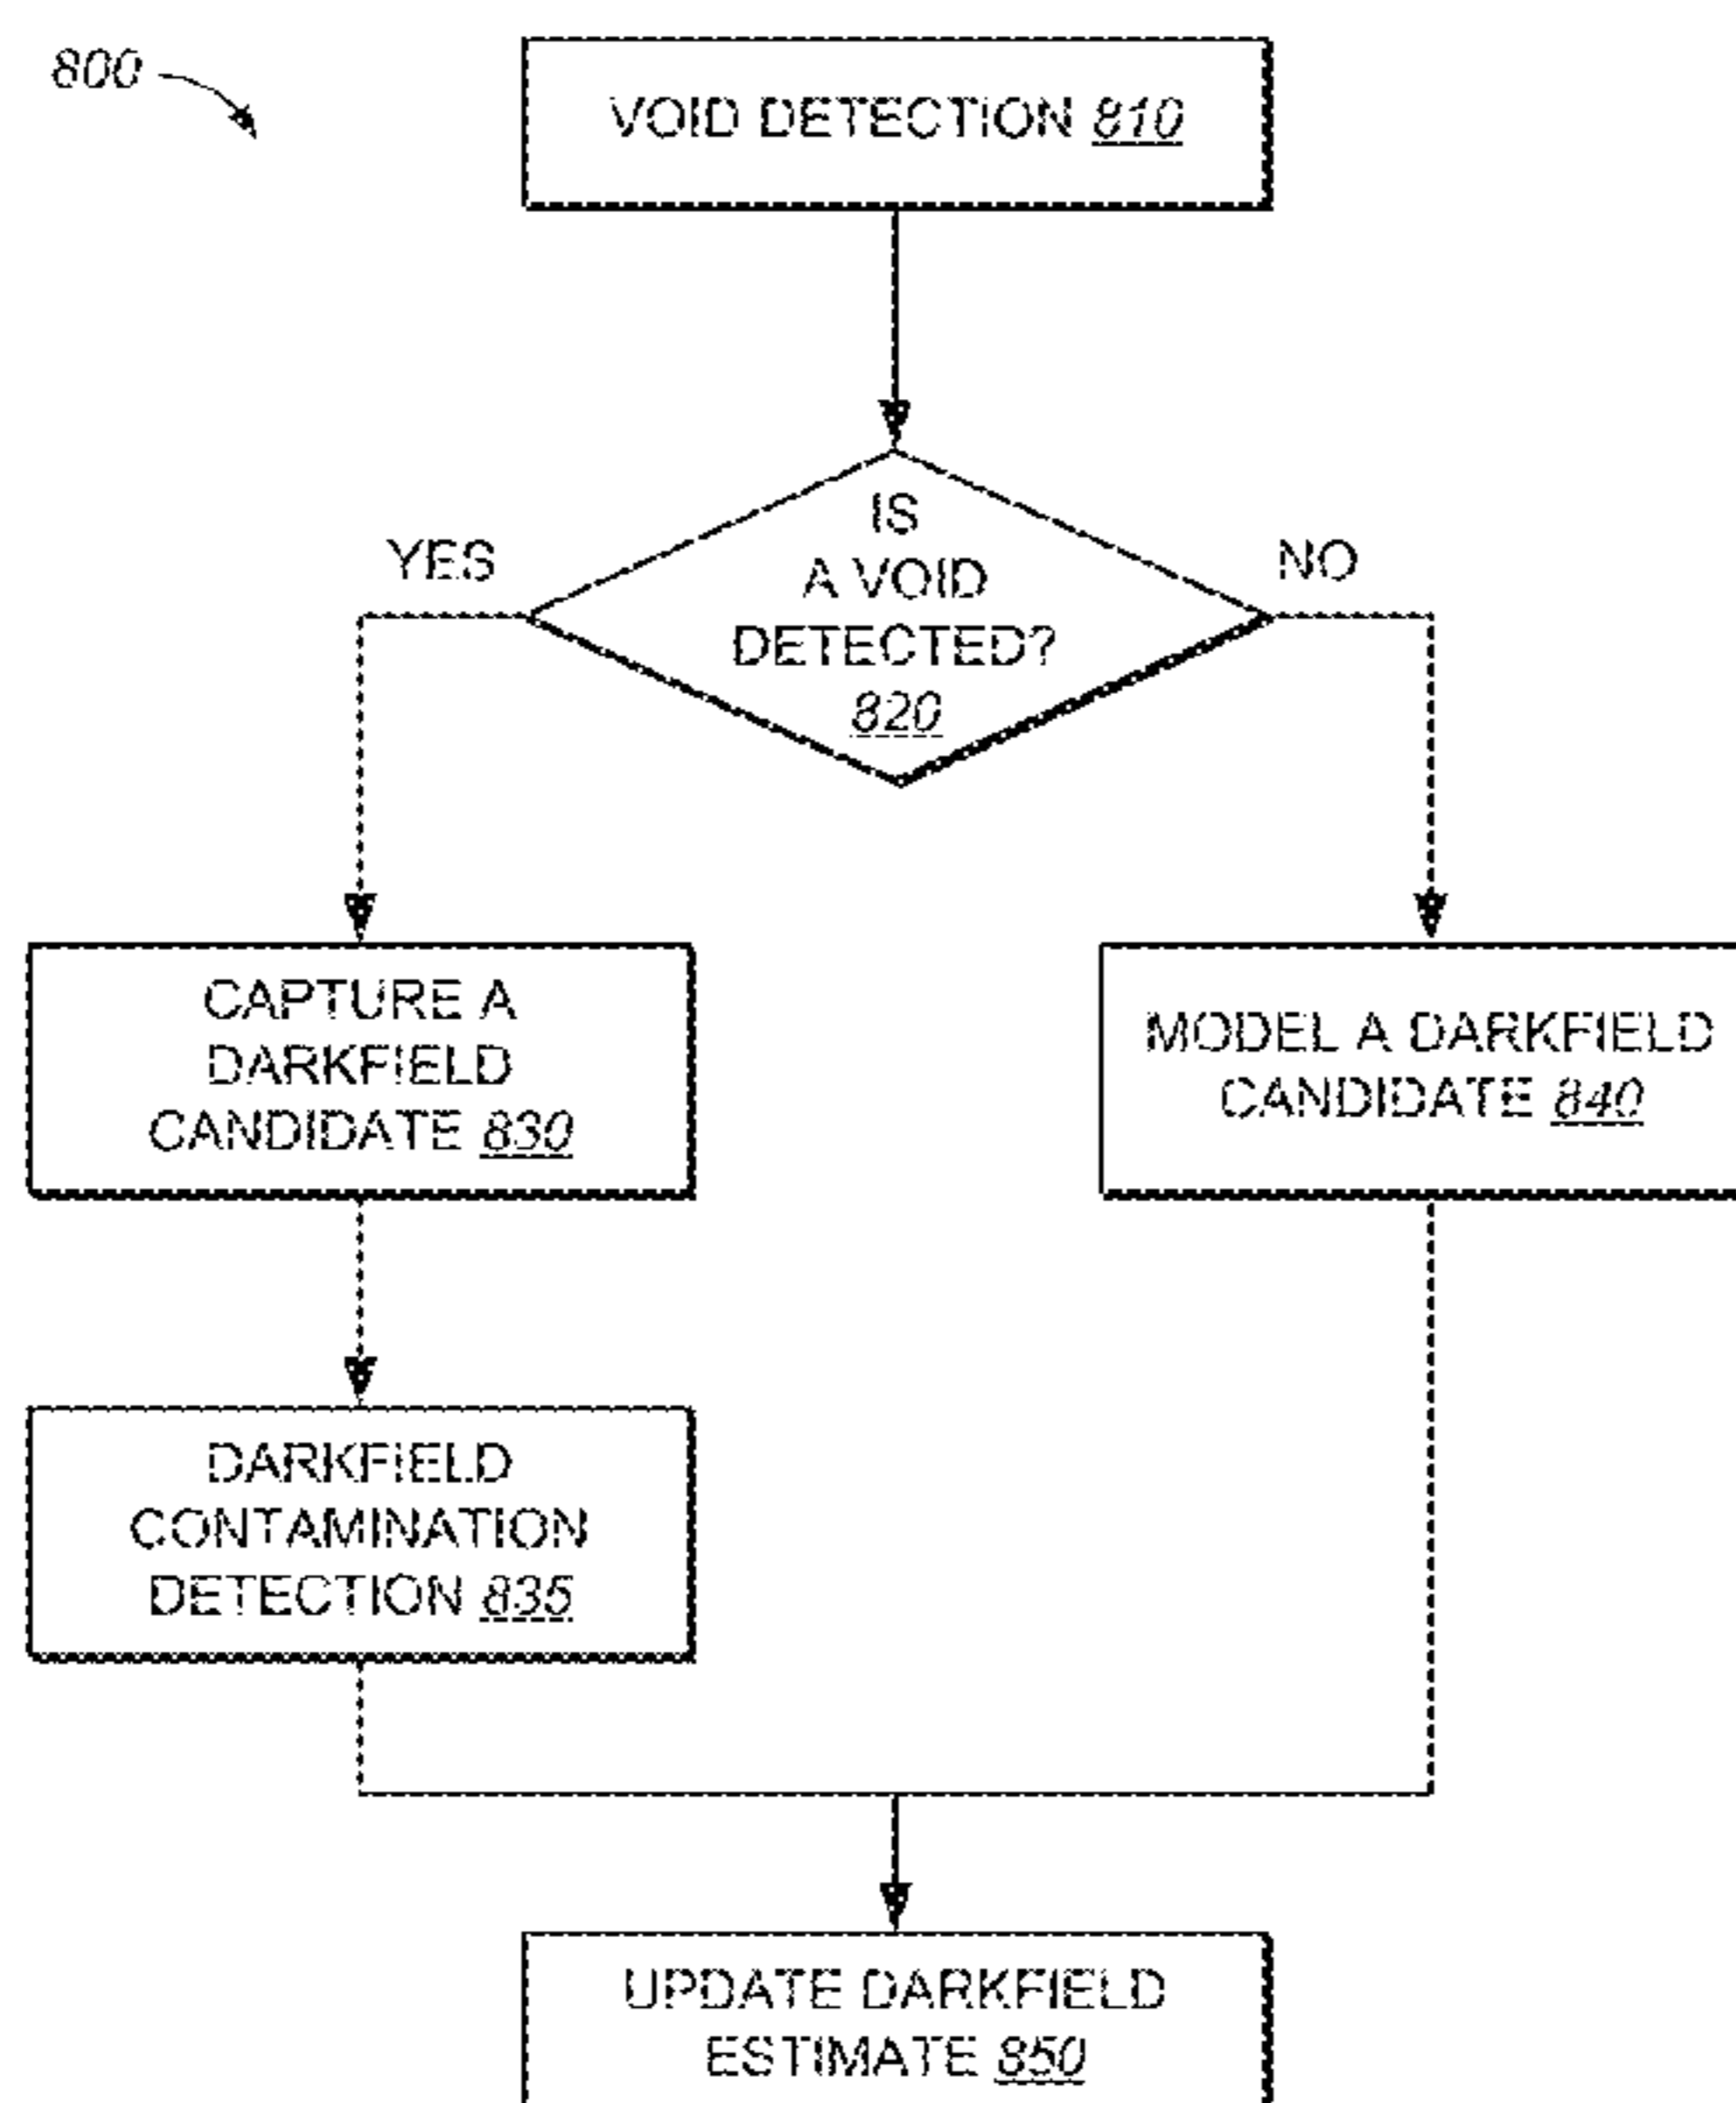 800
VOID DETECTION 810
IS
A VOID
DETECTED?
820
YES
NO
CAPTURE A
DARKFIELD
CANDIDATE 830
MODEL A DARKFIELD
CANDIDATE 840
DARKFIELD
CONTAMINATION
DETECTION 835
UPDATE DARKFIELD
ESTIMATE 850